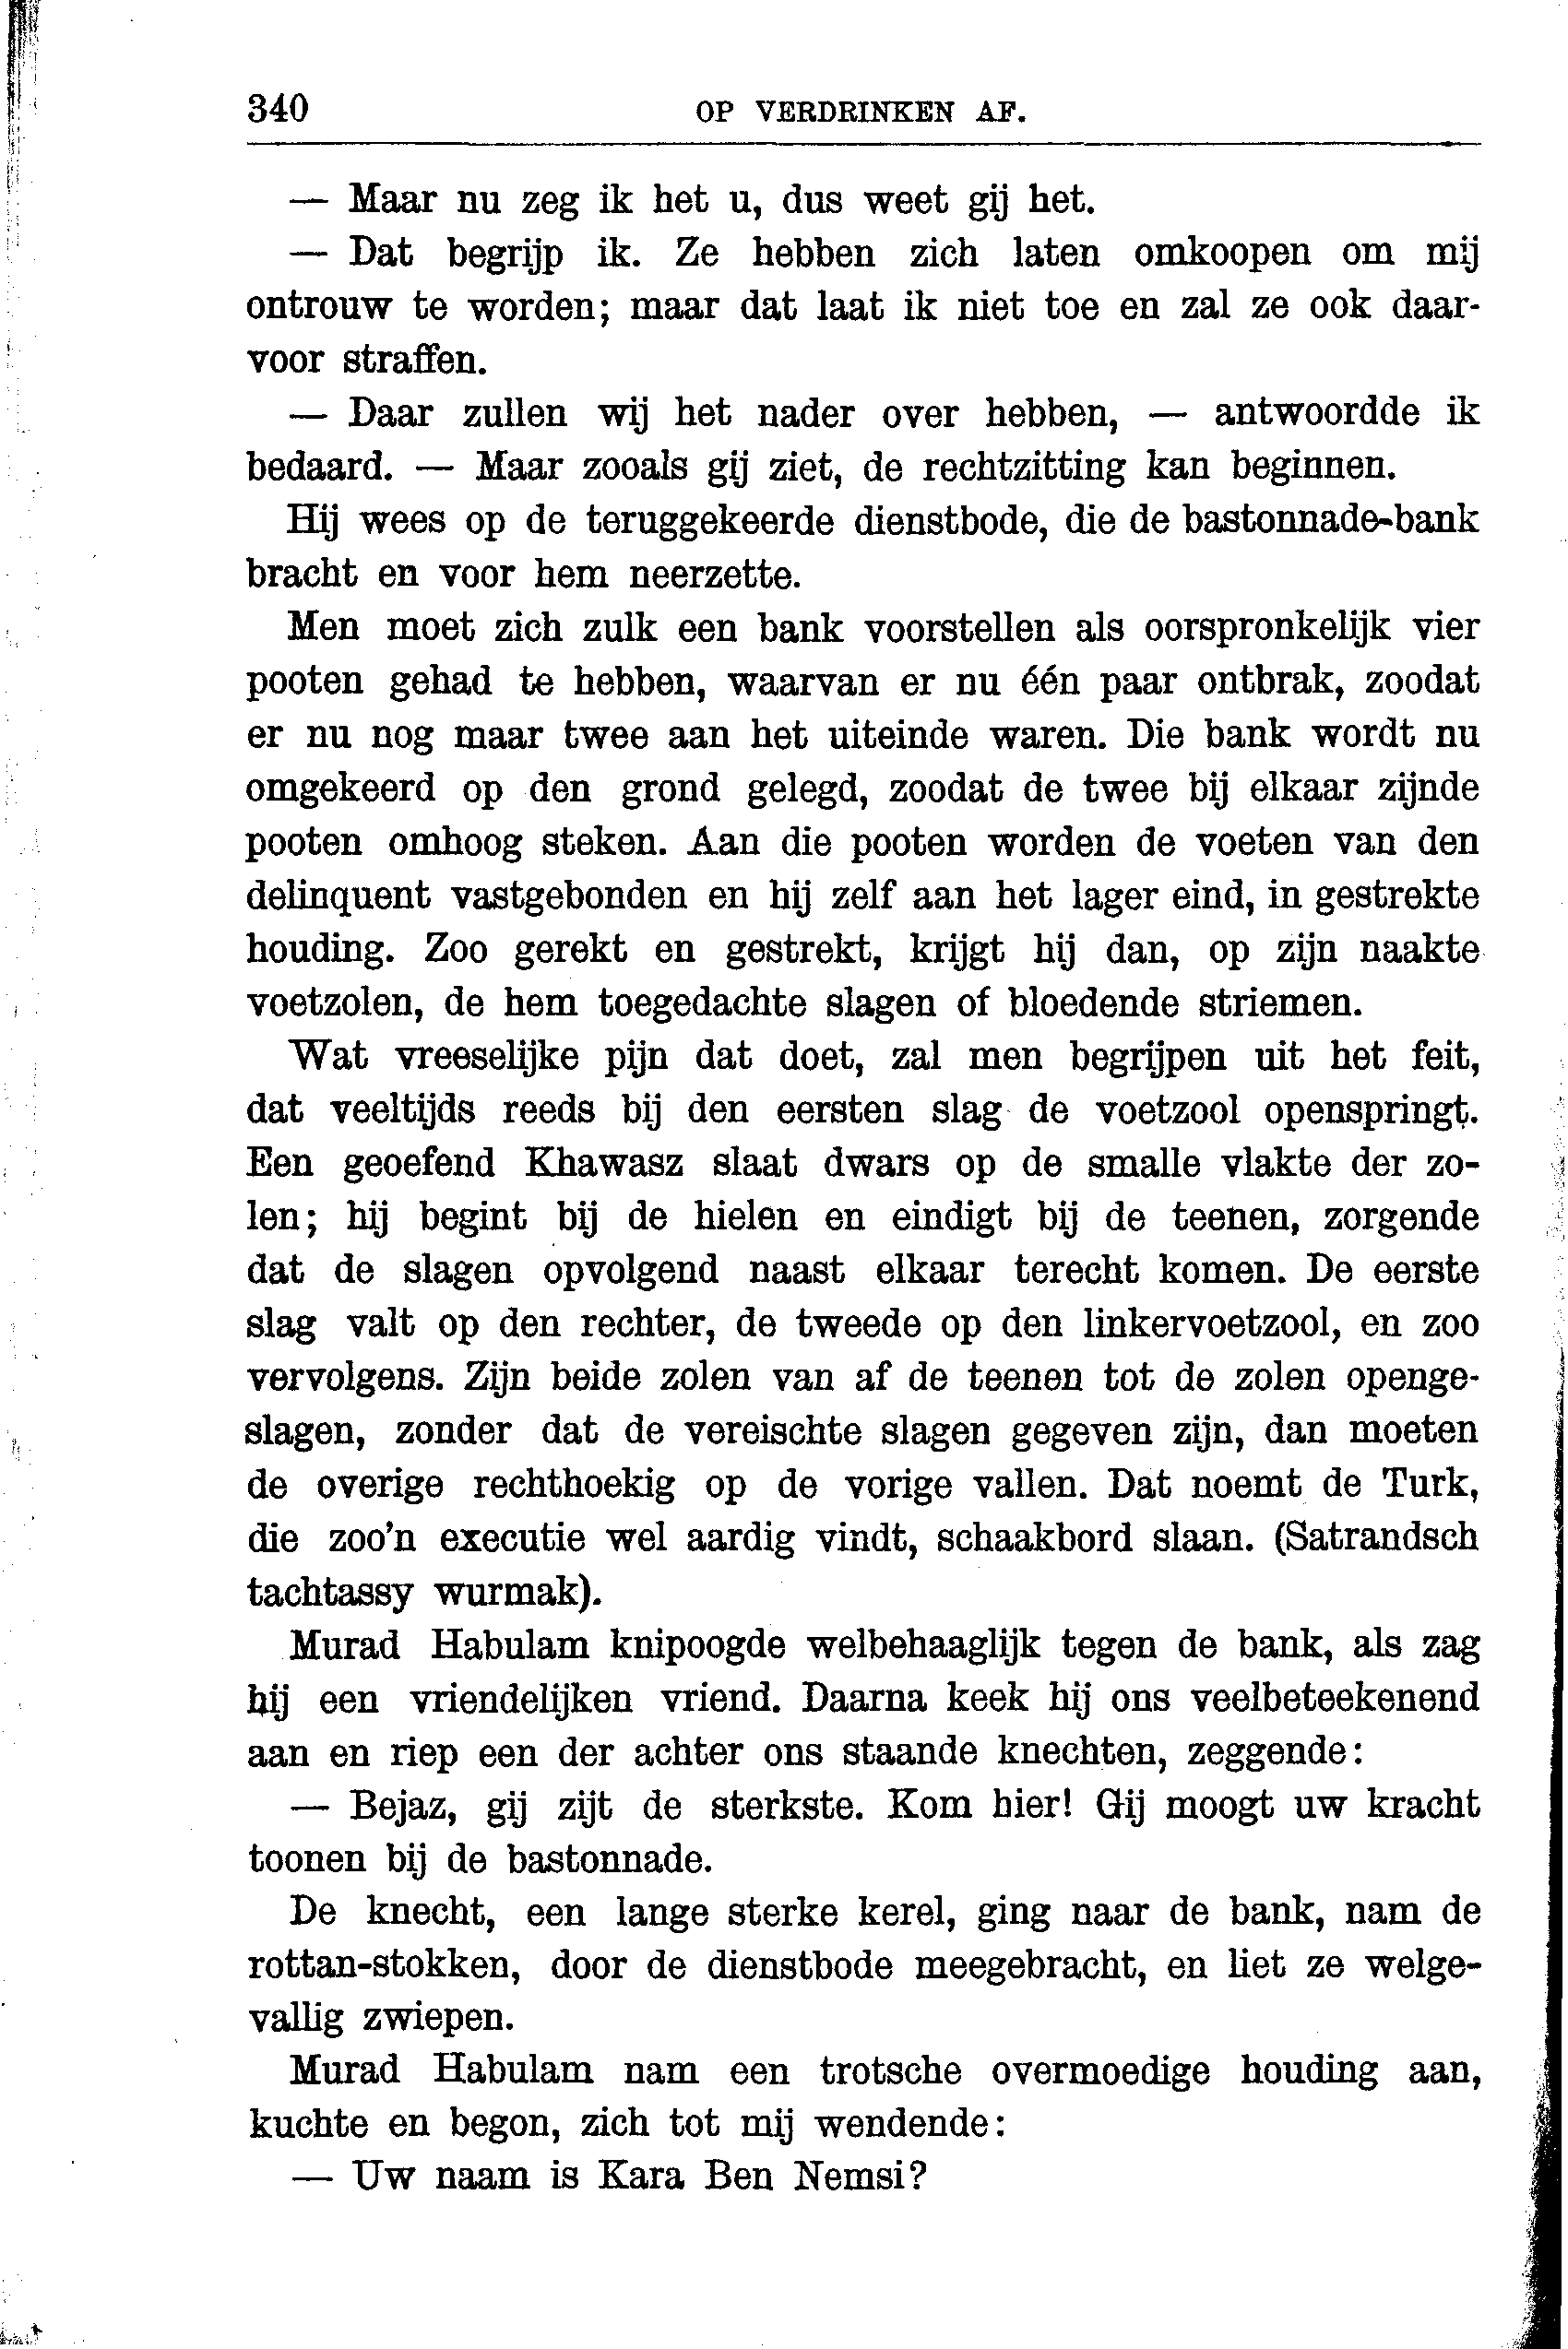 340 OP VERDRINKEN AF.
— Maar nu zeg ik het u, dus weet gij het.
— Dat begrijp ik. Ze hebben zich laten omkoopen om mij
ontrouw te worden; maar dat laat ik niet toe en zal ze ook daar-
voor straffen.
— Daar zullen wij het nader over hebben, — antwoordde ik
bedaard. — Maar zooals gij ziet, de rechtzitting kan beginnen.
Hij wees op de teruggekeerde dienstbode, die de bastonnade-bank
bracht en voor hem neerzette.
Men moet zich zulk een bank voorstellen als oorspronkelijk vier
pooten gehad te hebben, waarvan er nu één paar ontbrak, zoodat
er nu nog maar twee aan het uiteinde waren. Die bank wordt nu
omgekeerd op den grond gelegd, zoodat de twee bij elkaar zijnde
pooten omhoog steken. Aan die pooten worden de voeten van den
delinquent vastgebonden en hij zelf aan het lager eind, in gestrekte
houding. Zoo gerekt en gestrekt, krijgt hij dan, op zijn naakte
voetzolen, de hem toegedachte slagen of bloedende striemen.
Wat vreeselijke pijn dat doet, zal men begrijpen uit het feit,
dat veeltijds reeds bij den eersten slag de voetzool openspringt.
Een geoefend Khawasz slaat dwars op de smalle vlakte der zo-
len; hij begint bij de hielen en eindigt bij de teenen, zorgende
dat de slagen opvolgend naast elkaar terecht komen. De eerste
slag valt op den rechter, de tweede op den linkervoetzool, en zoo
vervolgens. Zijn beide zolen van af de teenen tot de zolen openge-
slagen, zonder dat de vereischte slagen gegeven zijn, dan moeten
de overige rechthoekig op de vorige vallen. Dat noemt de Turk,
die zoo'n executie wel aardig vindt, schaakbord slaan. (Satrandsch
tachtassy wurmak).
Murad Habulam knipoogde welbehaaglijk tegen de bank, als zag
hij een vriendelijken vriend. Daarna keek hij ons veelbeteekenend
aan en riep een der achter ons staande knechten, zeggende:
— Bejaz, gij zijt de sterkste. Kom hier! Gij moogt uw kracht
toonen bij de bastonnade.
De knecht, een lange sterke kerel, ging naar de bank, nam de
rottan-stokken, door de dienstbode meegebracht, en liet ze welge-
vallig zwiepen.
Murad Habulam nam een trotsche overmoedige houding aan,
kuchte en begon, zich tot mij wendende:
— Uw naam is Kara Ben Nemsi?